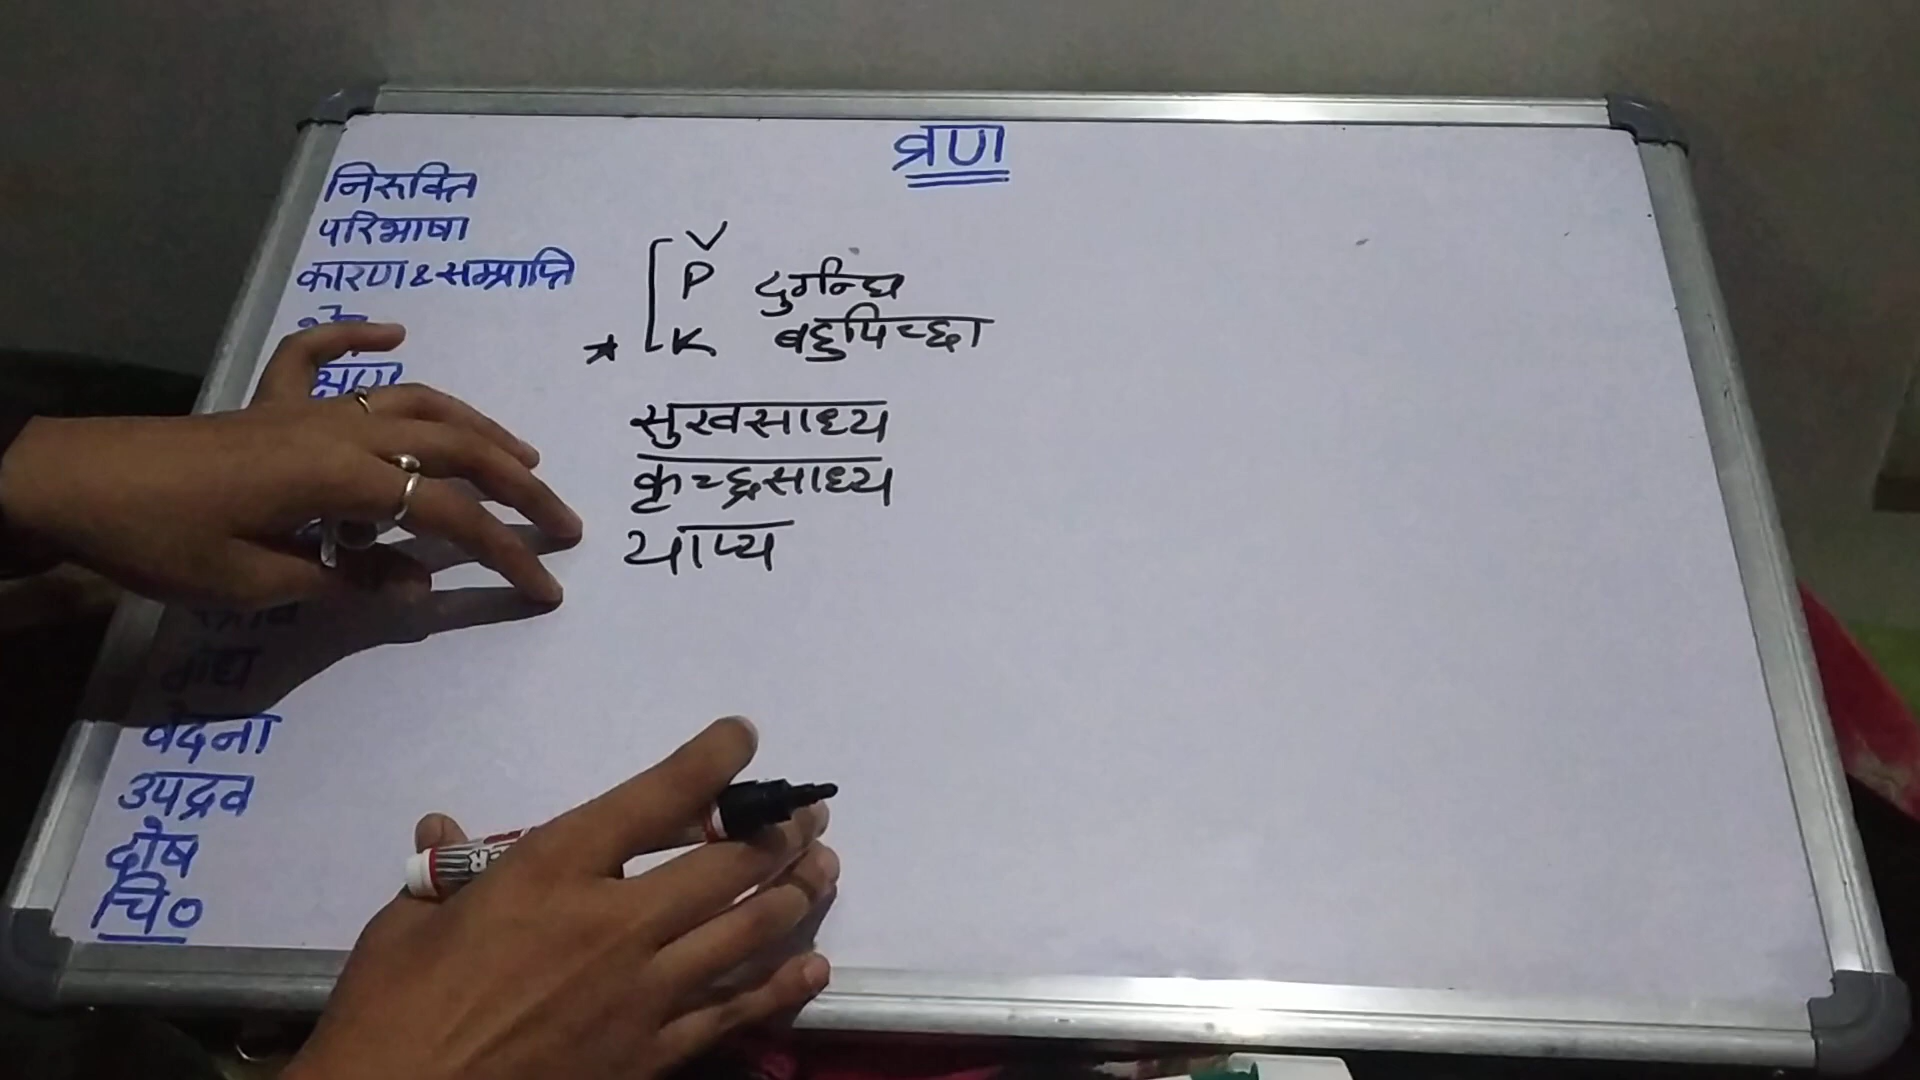 व्रण
निरूक्ति
परिभाषा
कारण & सम्प्राप्ति
V
P दुर्गन्धि
★ K बहुपिच्छा
सुखसाध्य
कृच्छ्रसाध्य
याप्य
वेदना
उपद्रव
दोष
चि०